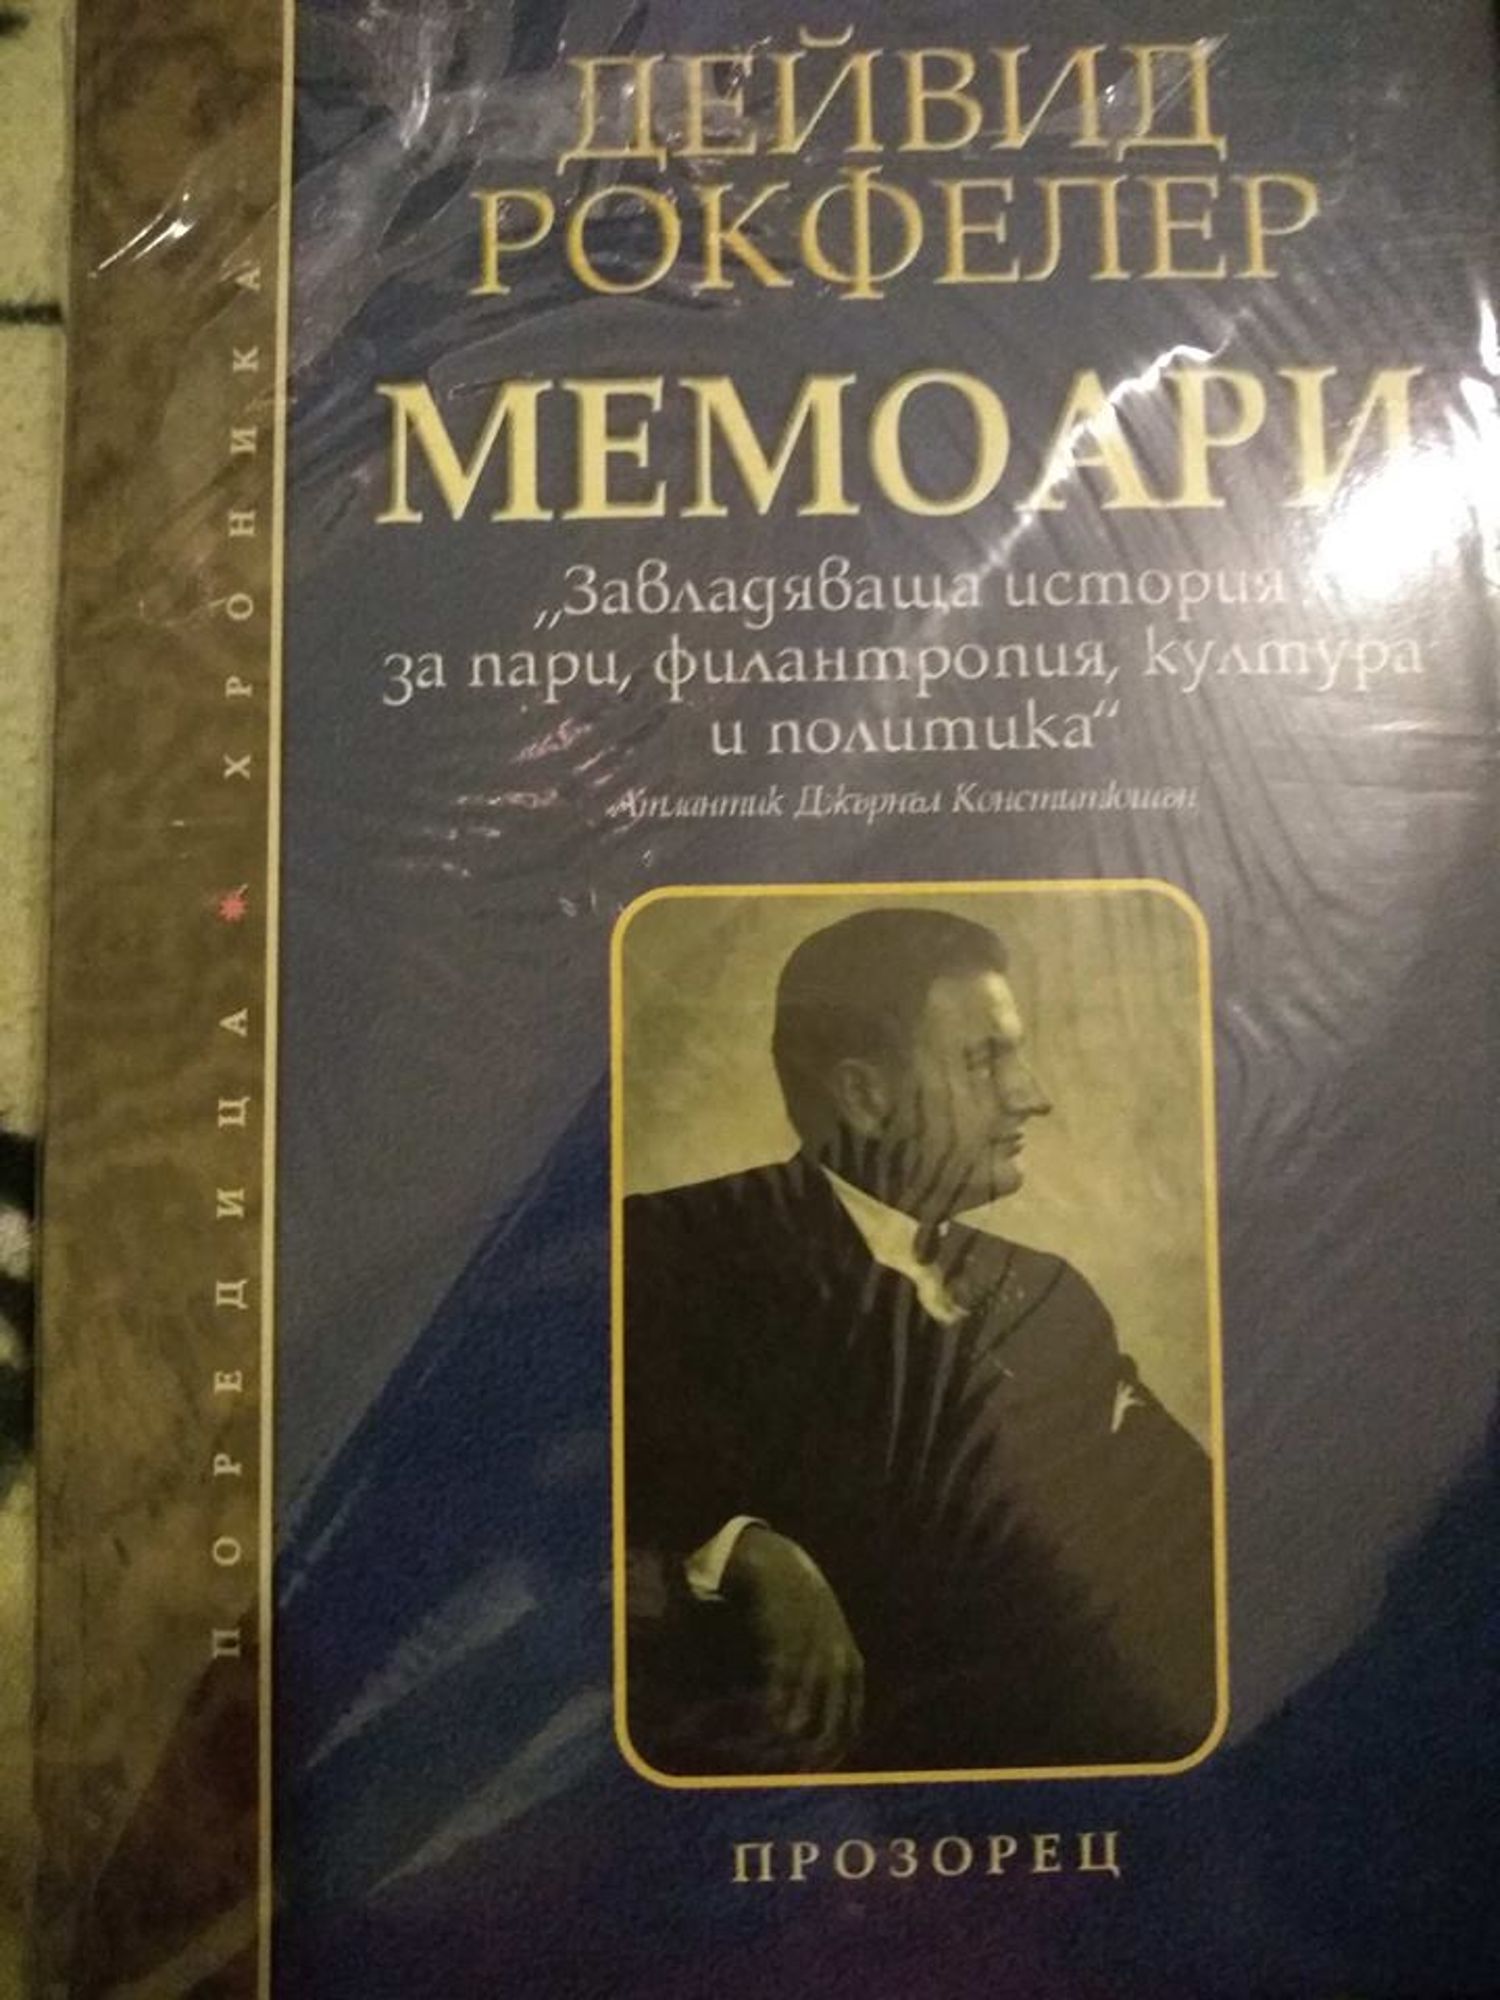 ДЕЙВИД
РОКФЕЛЕР
МЕМОАРИ
„Завладяваща история
за пари, филантропия, култура
и политика“
Атлантик Джърнъл Конститюшън
ПРОЗОРЕЦ
ПОРЕДИЦА * ХРОНИКА